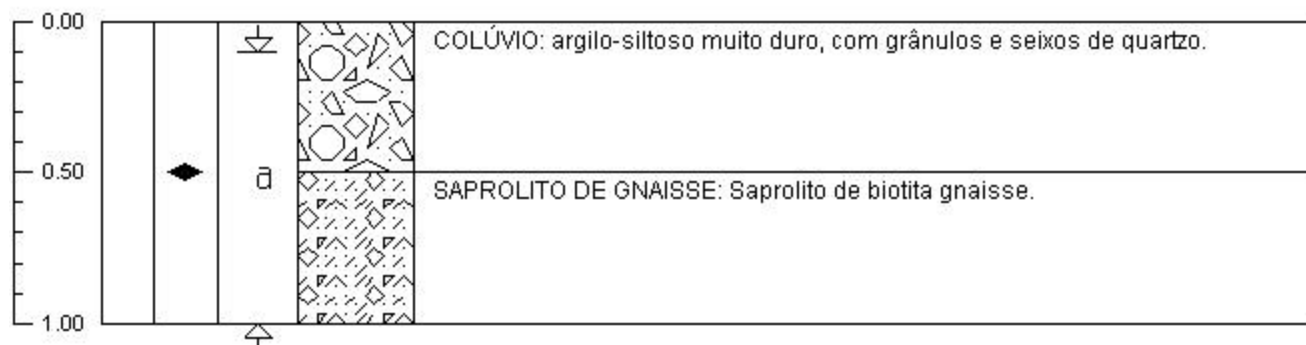 0.00
COLÚVIO: argilo-siltoso muito duro, com grânulos e seixos de quartzo.
0.50
a
SAPROLITO DE GNAISSE: Saprolito de biotita gnaisse.
1.00